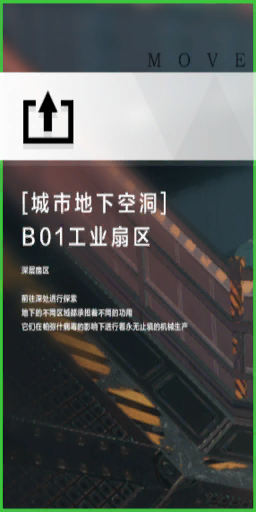 MOVE
[城市地下空洞]
B01工业扇区
深层扇区
前往深处进行探索
地下的不同区域都承担着不同的功用
它们在帕弥什病毒的影响下进行着永无止境的机械生产